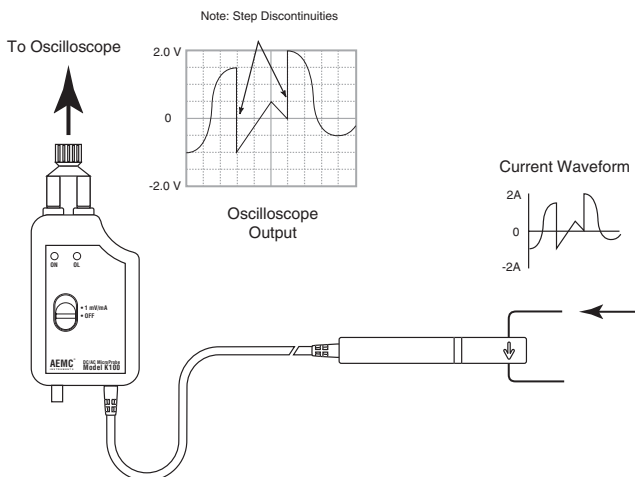 Note: Step Discontinuities
To Oscilloscope
2.0 V
0
-2.0 V
Oscilloscope
Output
Current Waveform
2A
0
-2A
ON OL
• 1 mV/mA
• OFF
AEMC®
INSTRUMENTS
DC/AC MicroProbe
Model K100